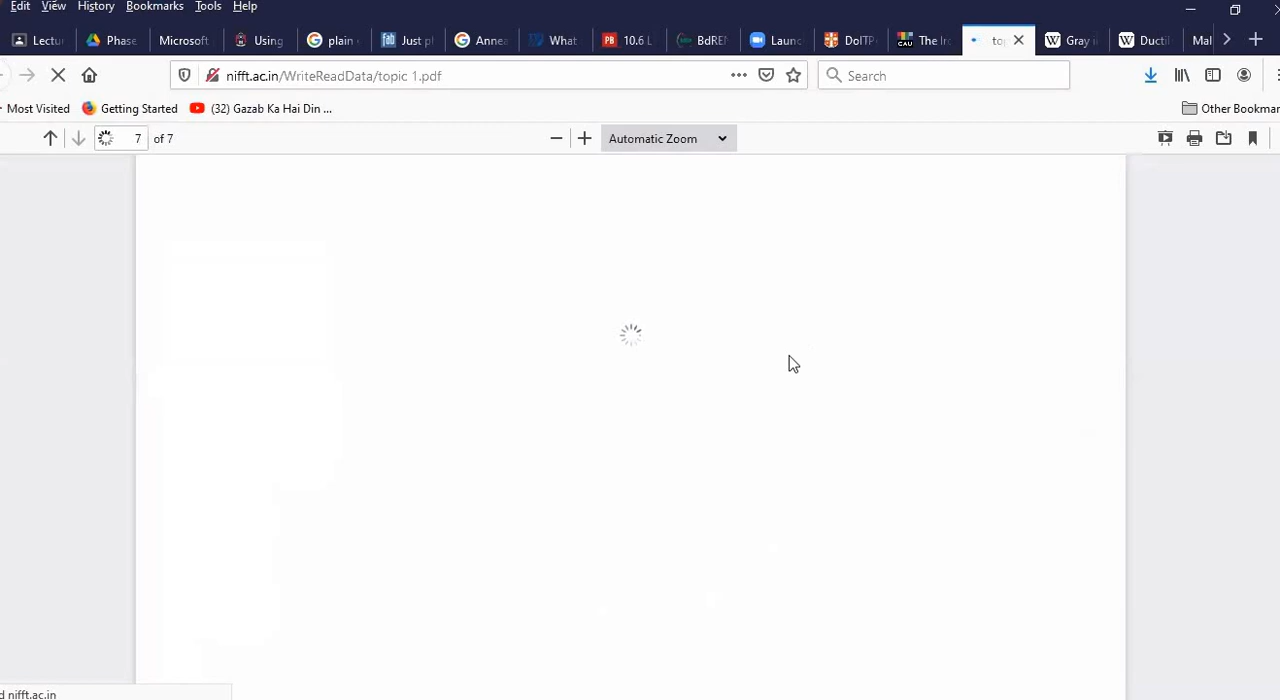 Edit View History Bookmarks Tools Help
Lectu Phase Microsoft Using plain Just pl Annea What 10.6 L BdREN Launc DoITP The Iro to Gray i Ductil Mal
nifft.ac.in/WriteReadData/topic 1.pdf Search
Most Visited Getting Started (32) Gazab Ka Hai Din ... Other Bookmar
7 of 7 Automatic Zoom
d nifft.ac.in